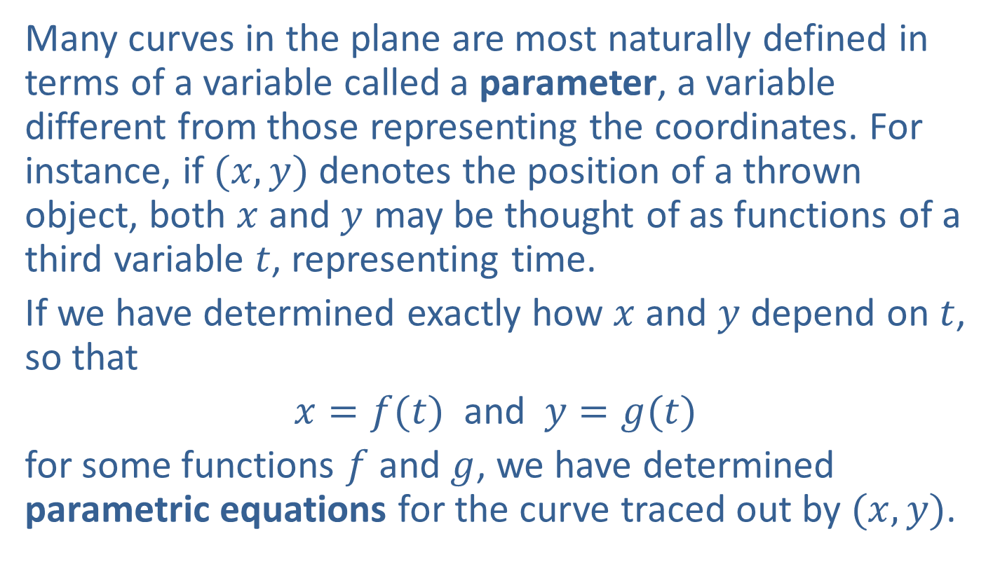 Many curves in the plane are most naturally defined in
terms of a variable called a parameter, a variable
different from those representing the coordinates. For
instance, if (x, y) denotes the position of a thrown
object, both x and y may be thought of as functions of a
third variable t, representing time.
If we have determined exactly how x and y depend on t,
so that
x = f(t) and y = g(t)
for some functions f and g, we have determined
parametric equations for the curve traced out by (x, y).